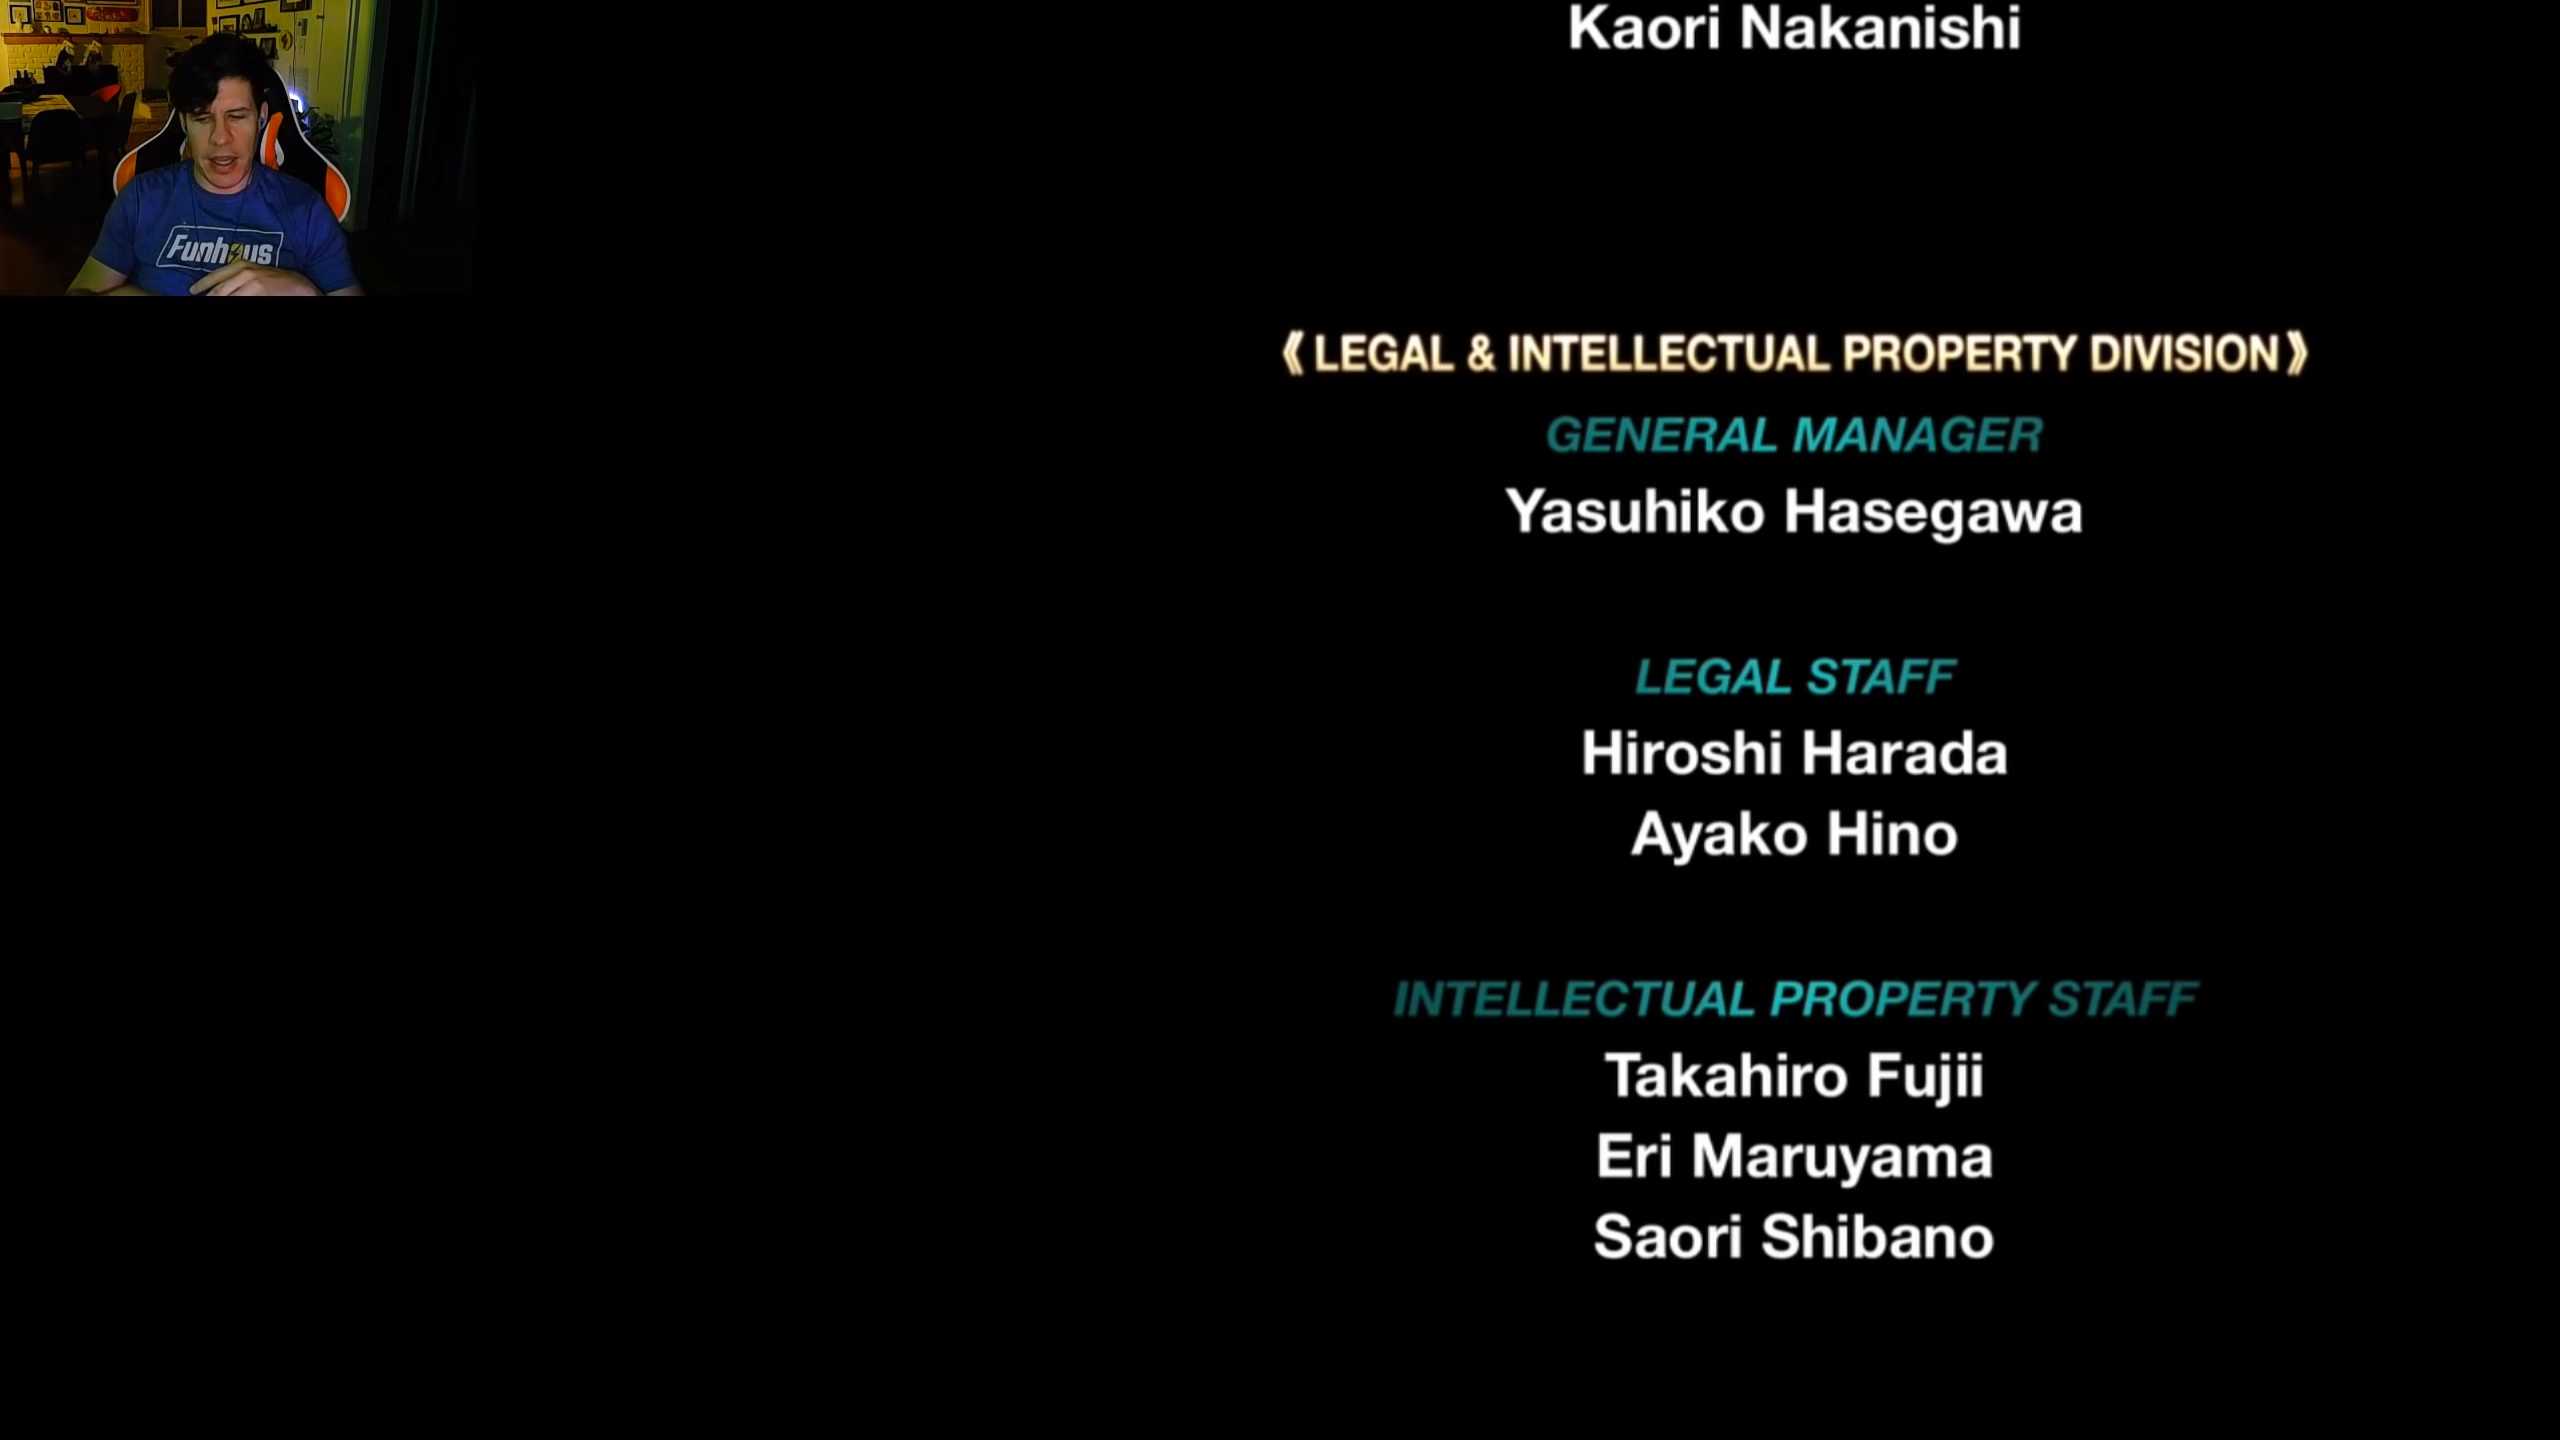 Kaori Nakanishi
Funhaus
《LEGAL & INTELLECTUAL PROPERTY DIVISION》
GENERAL MANAGER
Yasuhiko Hasegawa
LEGAL STAFF
Hiroshi Harada
Ayako Hino
INTELLECTUAL PROPERTY STAFF
Takahiro Fujii
Eri Maruyama
Saori Shibano